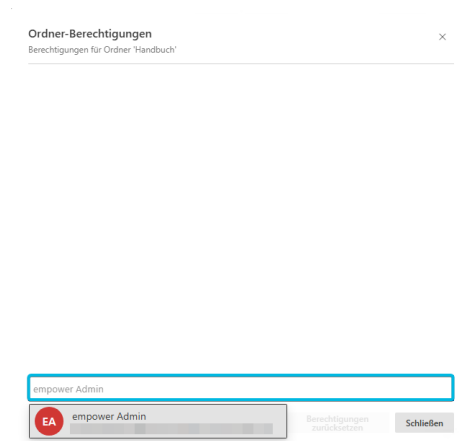 Ordner-Berechtigungen
Berechtigungen für Ordner 'Handbuch'
empower Admin
EA
empower Admin
Berechtigungen
zurücksetzen
Schließen